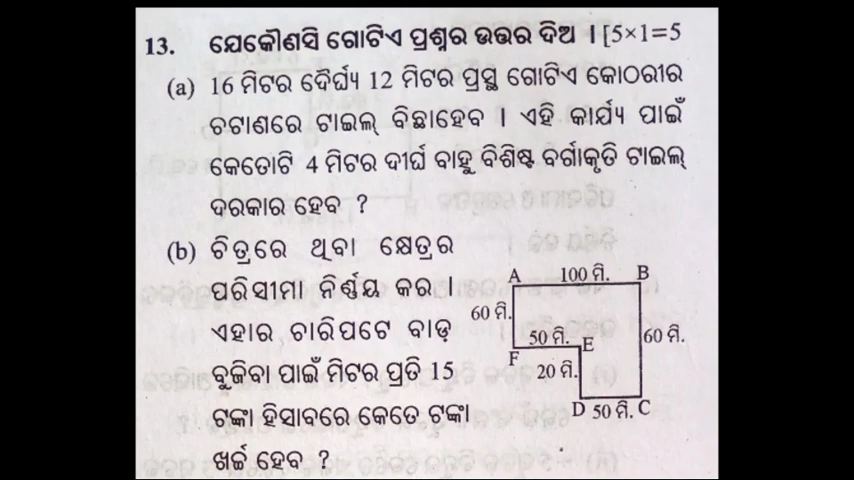 13. ଯେକୌଣସି ଗୋଟିଏ ପ୍ରଶ୍ନର ଉତ୍ତର ଦିଅ । [5×1=5
(a) 16 ମିଟର ଦୈର୍ଘ୍ୟ 12 ମିଟର ପ୍ରସ୍ଥ ଗୋଟିଏ କୋଠରୀର
ଚଟାଣରେ ଟାଇଲ୍ ବିଛାହେବ । ଏହି କାର୍ଯ୍ୟ ପାଇଁ
କେତୋଟି 4 ମିଟର ଦୀର୍ଘ ବାହୁ ବିଶିଷ୍ଟ ବର୍ଗାକୃତି ଟାଇଲ୍
ଦରକାର ହେବ ?
(b) ଚିତ୍ରରେ ଥିବା କ୍ଷେତ୍ରର
ପରିସୀମା ନିର୍ଣ୍ଣୟ କର ।
ଏହାର ଚାରିପଟେ ବାଡ଼
ବୁଜିବା ପାଇଁ ମିଟର ପ୍ରତି 15
ଟଙ୍କା ହିସାବରେ କେତେ ଟଙ୍କା
ଖର୍ଚ୍ଚ ହେବ ?
A 100 ମି. B
60 ମି.
50 ମି. E 60 ମି.
F
20 ମି.
D 50 ମି. C